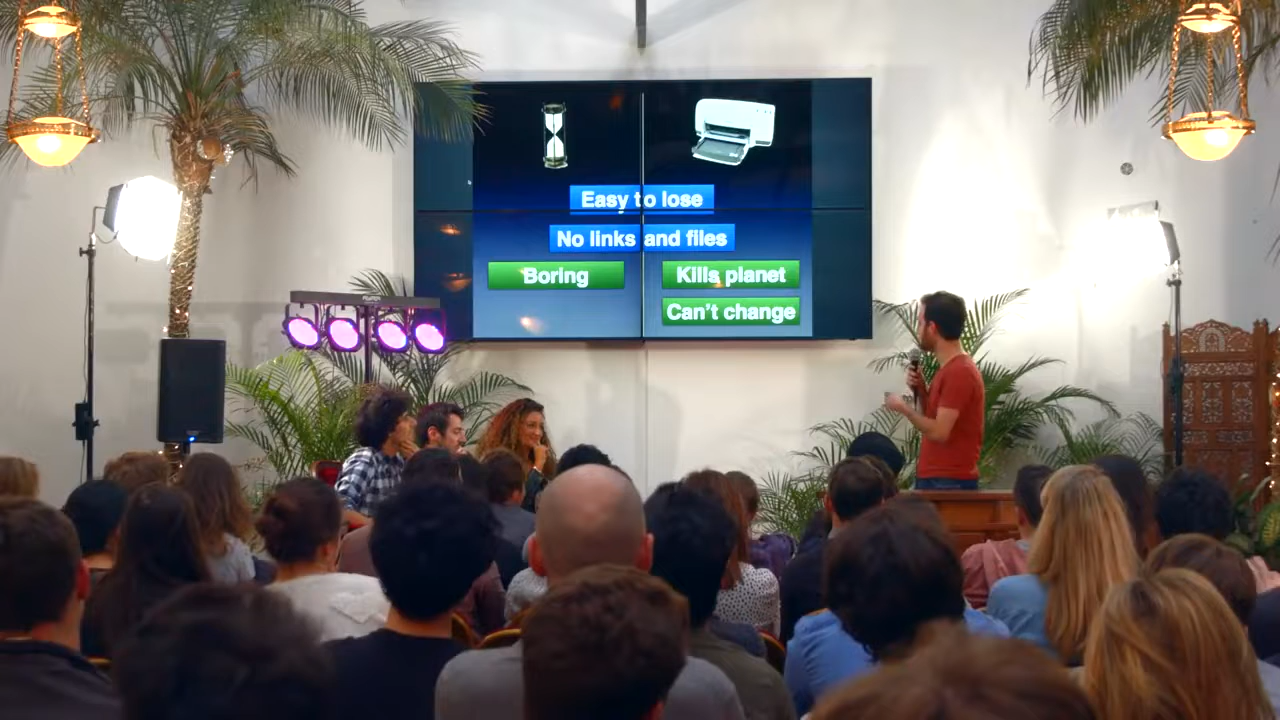 Easy to lose
No links and files
Boring
Kills planet
Can't change